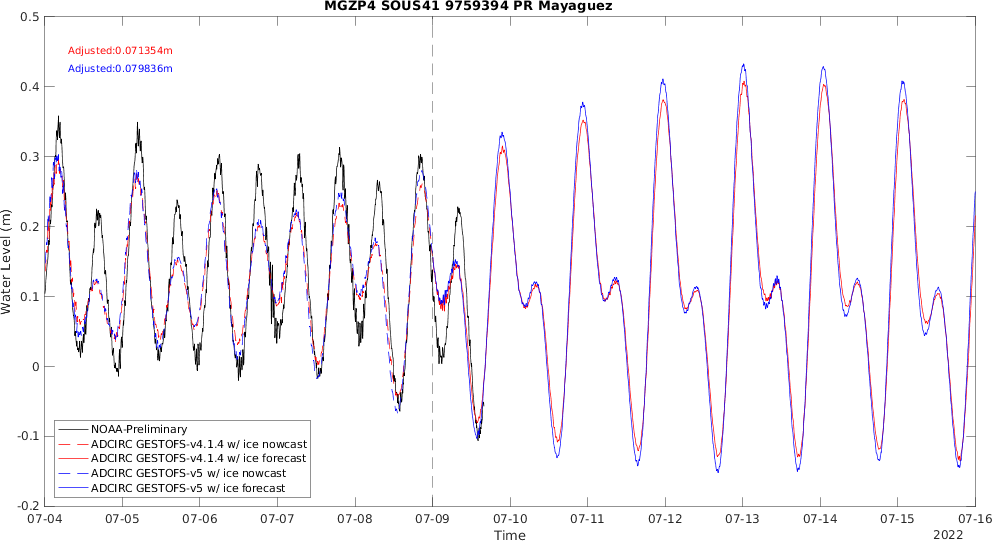 MGZP4 SOUS41 9759394 PR Mayaguez
0.5
Adjusted:0.071354m
Adjusted:0.079836m
0.4
0.3
0.2
0.1
0
-0.1
-0.2
Water Level (m)
NOAA-Preliminary
ADCIRC GESTOFS-v4.1.4 w/ ice nowcast
ADCIRC GESTOFS-v4.1.4 w/ ice forecast
ADCIRC GESTOFS-v5 w/ ice nowcast
ADCIRC GESTOFS-v5 w/ ice forecast
07-04 07-05 07-06 07-07 07-08 07-09 07-10 07-11 07-12 07-13 07-14 07-15 07-16
Time
2022